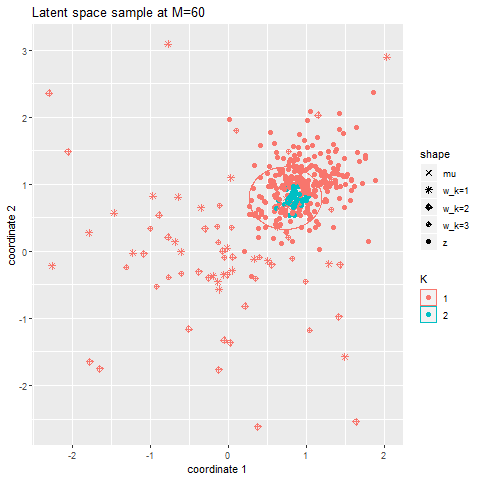 Latent space sample at M=60
3
2
1
0
-1
-2
coordinate 2
-2
-1
0
1
2
coordinate 1
shape
mu
w_k=1
w_k=2
w_k=3
z
K
1
2